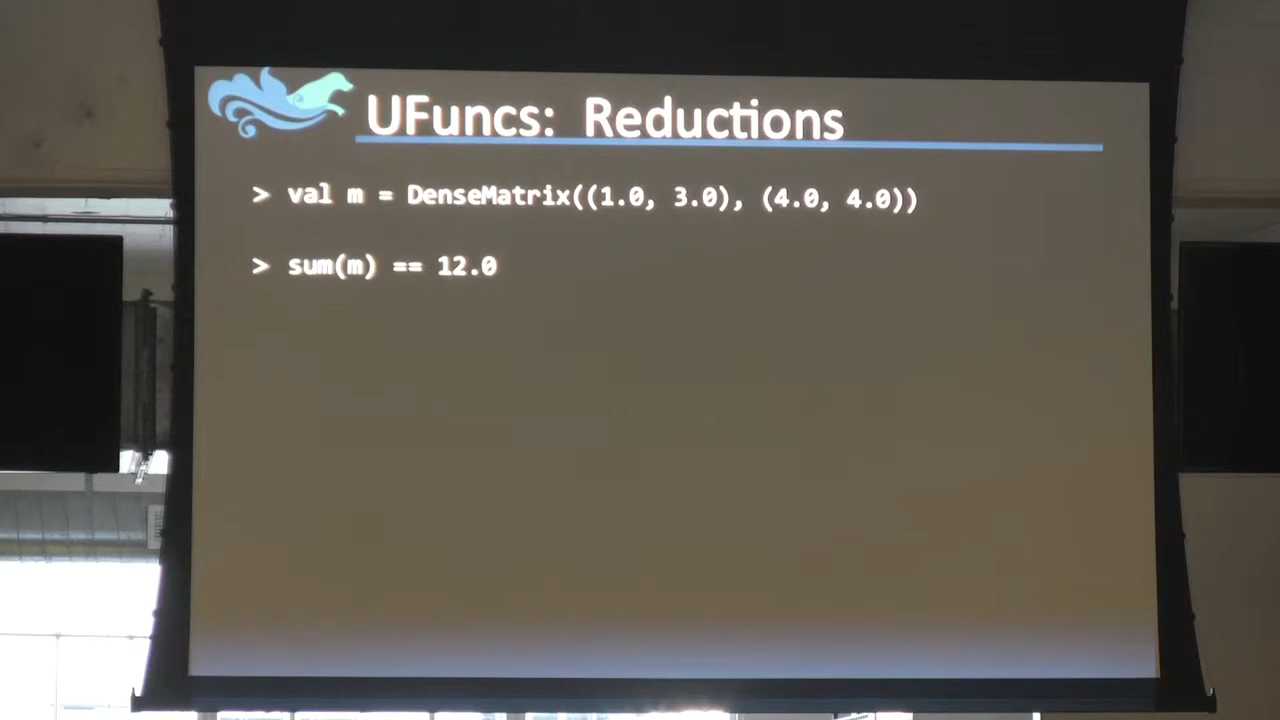 UFuncs: Reductions
> val m = DenseMatrix((1.0, 3.0), (4.0, 4.0))
> sum(m) == 12.0